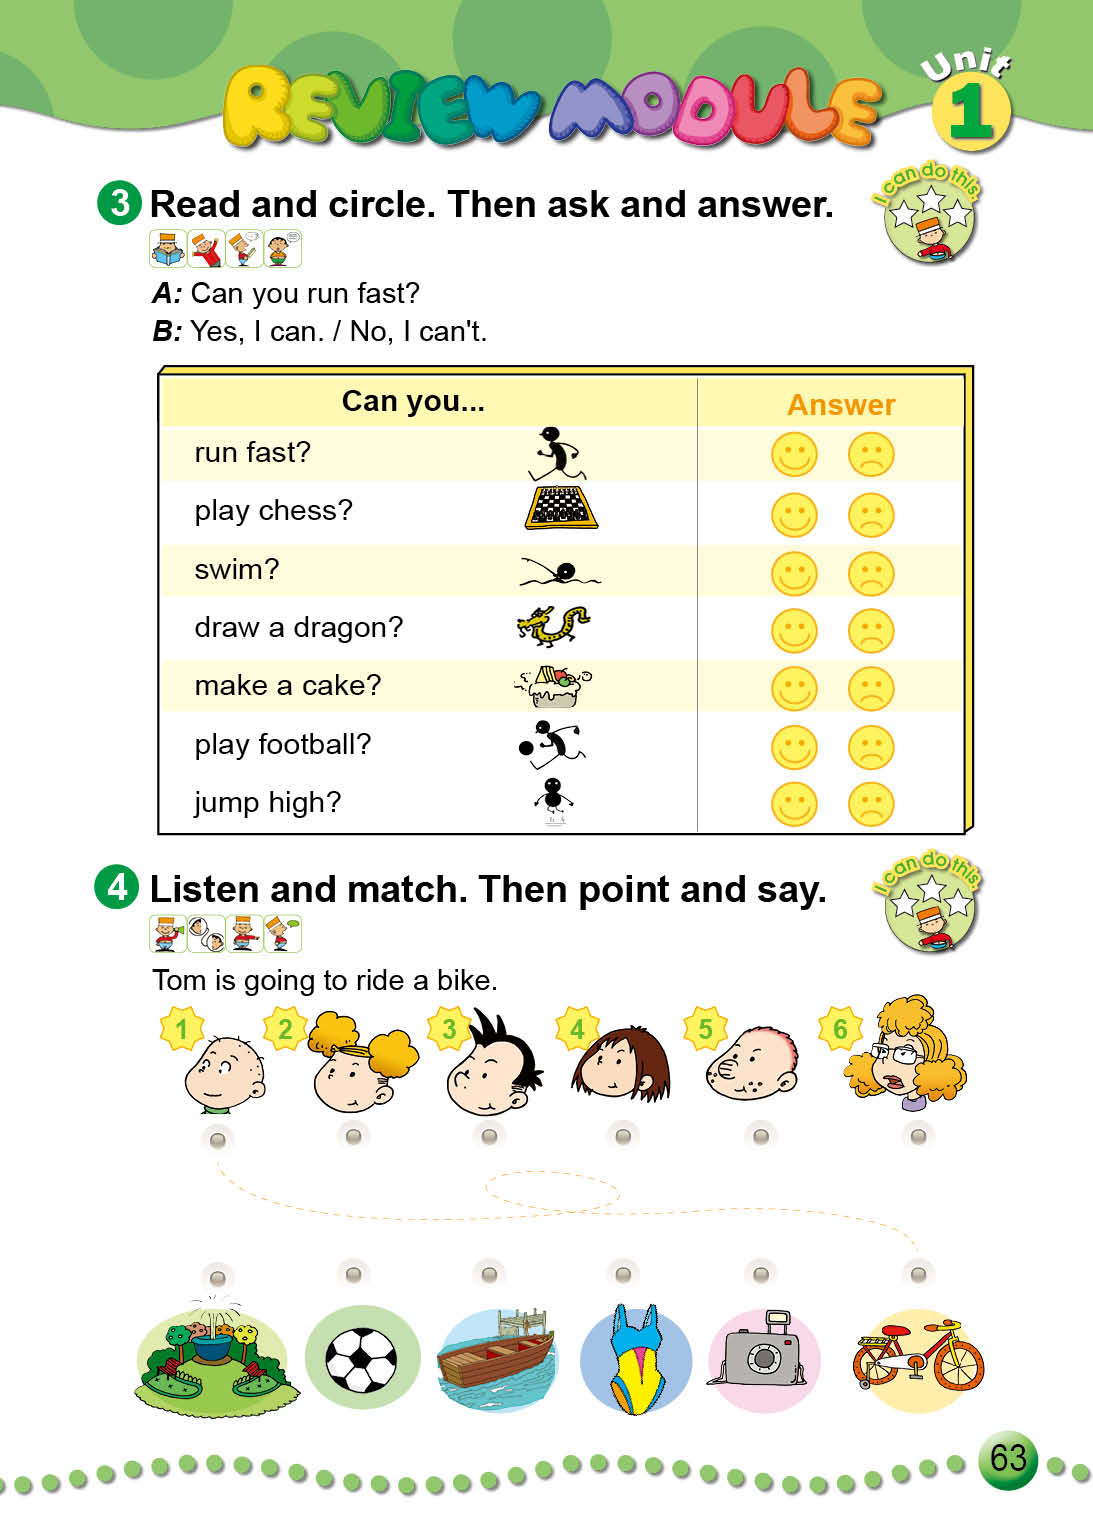 REVIEW MODULE
Unit
1
3 Read and circle. Then ask and answer.
I can do this.
A: Can you run fast?
B: Yes, I can. / No, I can't.
Can you... Answer
run fast?
play chess?
swim?
draw a dragon?
make a cake?
play football?
jump high?
4 Listen and match. Then point and say.
I can do this.
Tom is going to ride a bike.
1 2 3 4 5 6
63